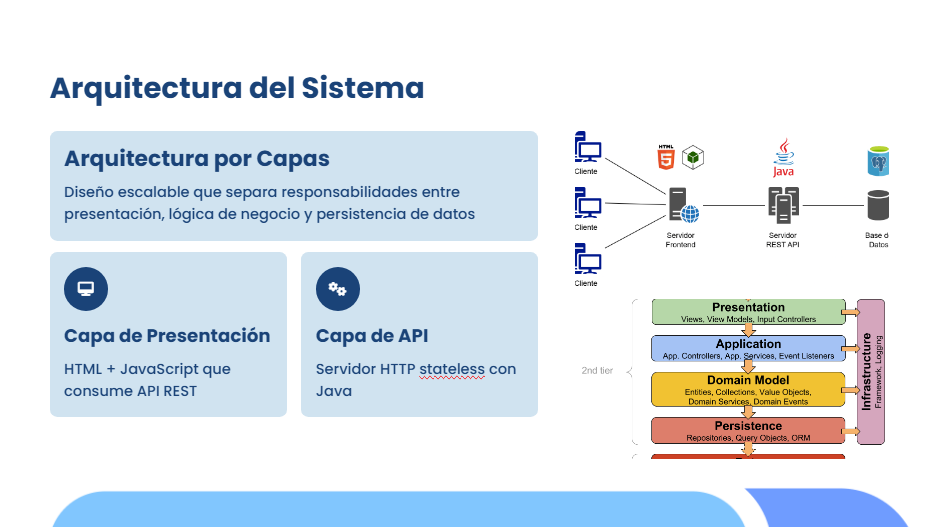 Arquitectura del Sistema
Arquitectura por Capas
Diseño escalable que separa responsabilidades entre
presentación, lógica de negocio y persistencia de datos
Capa de Presentación
HTML + JavaScript que
consume API REST
Capa de API
Servidor HTTP stateless con
Java
Cliente
Cliente
Cliente
HTML
5
Servidor
Frontend
Java
Servidor
REST API
Base d
Datos
2nd tier
Presentation
Views, View Models, Input Controllers
Application
App. Controllers, App. Services, Event Listeners
Domain Model
Entities, Collections, Value Objects,
Domain Services, Domain Events
Persistence
Repositories, Query Objects, ORM
Infrastructure
Framework, Logging